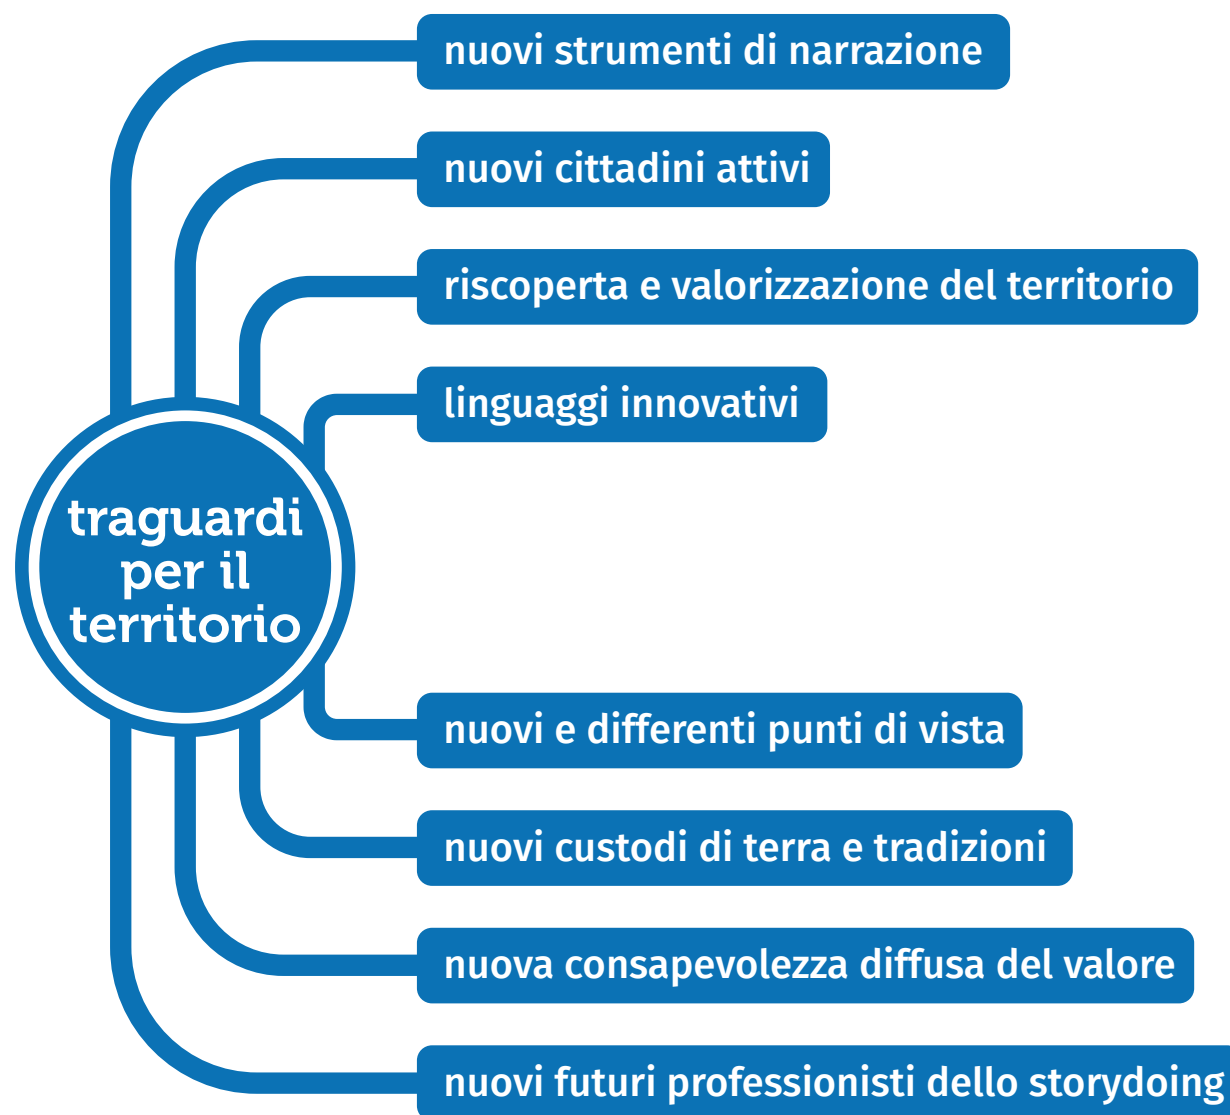 nuovi strumenti di narrazione
nuovi cittadini attivi
riscoperta e valorizzazione del territorio
linguaggi innovativi
traguardi
per il
territorio
nuovi e differenti punti di vista
nuovi custodi di terra e tradizioni
nuova consapevolezza diffusa del valore
nuovi futuri professionisti dello storydoing